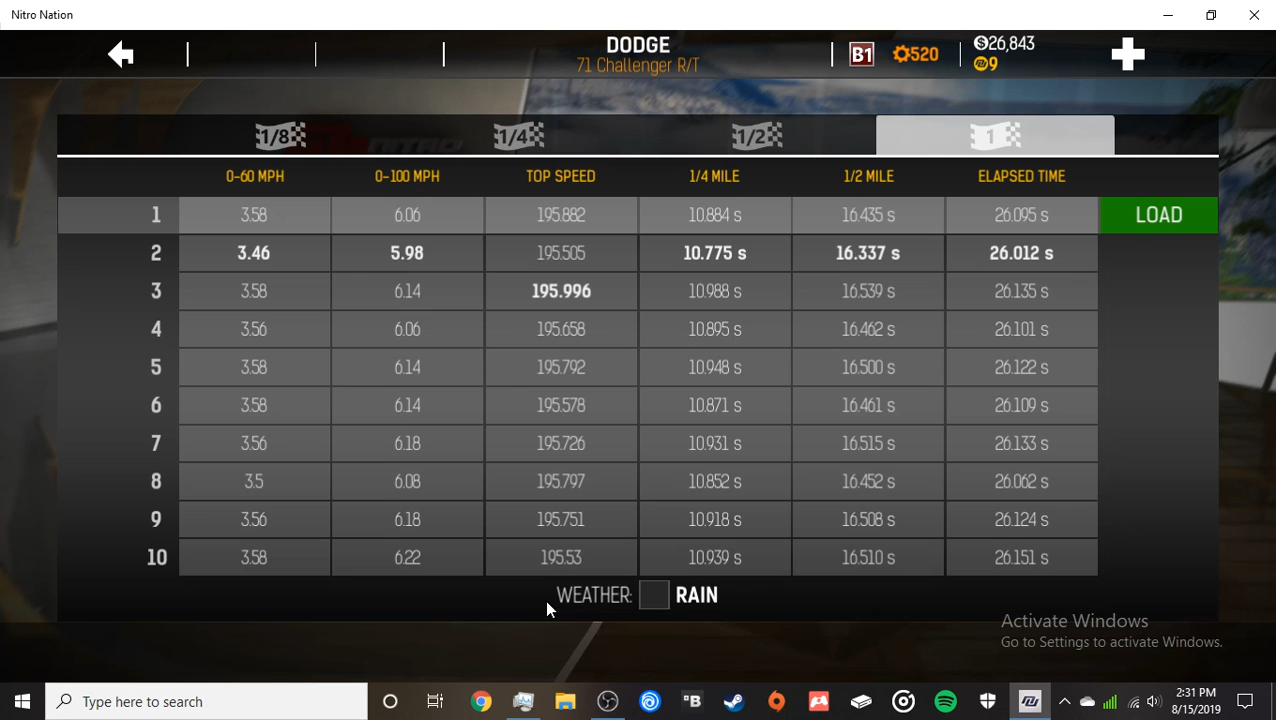 Nitro Nation
DODGE
71 Challenger R/T
B1 520
S 26,843
9
1/8 1/4 1/2 1
0-60 MPH 0-100 MPH TOP SPEED 1/4 MILE 1/2 MILE ELAPSED TIME
1 3.58 6.06 195.882 10.884 s 16.435 s 26.095 s LOAD
2 3.46 5.98 195.505 10.775 s 16.337 s 26.012 s
3 3.58 6.14 195.996 10.988 s 16.539 s 26.135 s
4 3.56 6.06 195.658 10.895 s 16.462 s 26.101 s
5 3.58 6.14 195.792 10.948 s 16.500 s 26.122 s
6 3.58 6.14 195.578 10.871 s 16.461 s 26.109 s
7 3.56 6.18 195.726 10.931 s 16.515 s 26.133 s
8 3.5 6.08 195.797 10.852 s 16.452 s 26.062 s
9 3.56 6.18 195.751 10.918 s 16.508 s 26.124 s
10 3.58 6.22 195.53 10.939 s 16.510 s 26.151 s
WEATHER: RAIN
Activate Windows
Go to Settings to activate Windows.
Type here to search
2:31 PM
8/15/2019